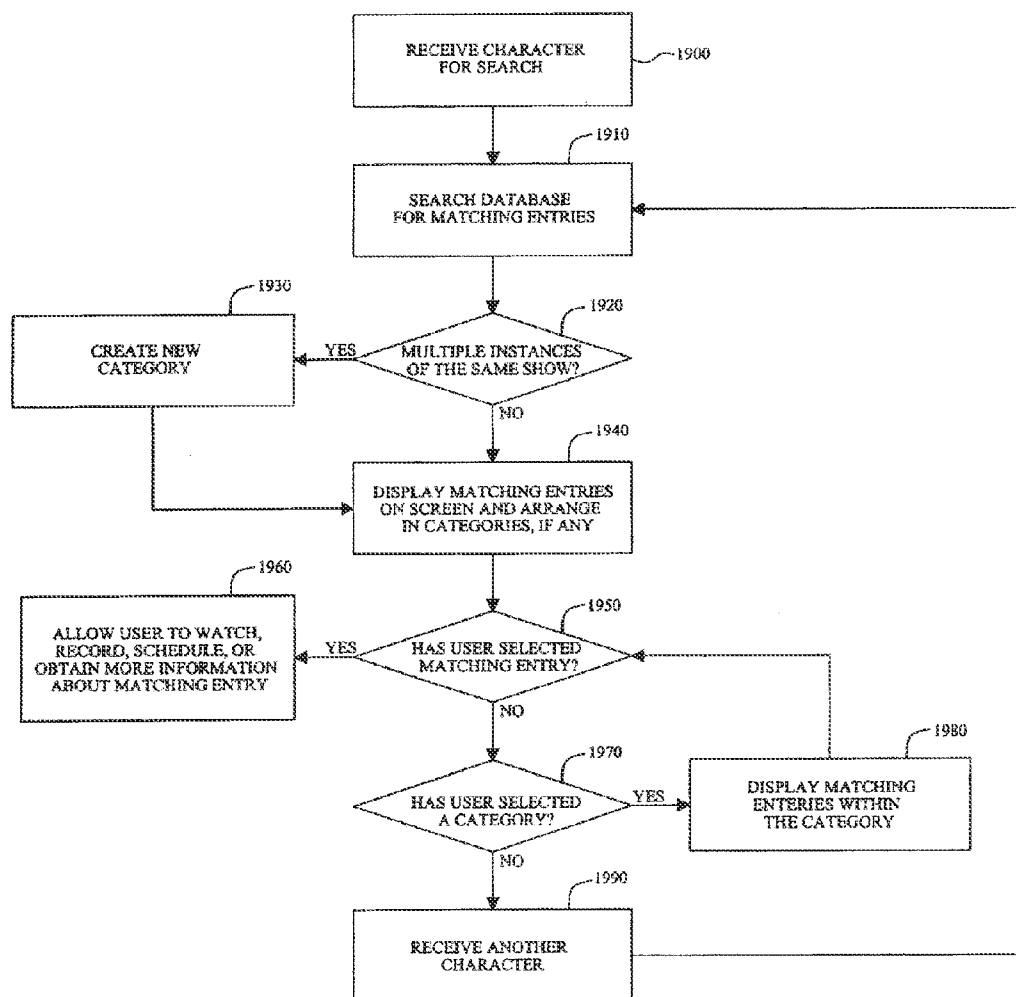 RECEIVE CHARACTER
FOR SEARCH
1900
1910
SEARCH DATABASE
FOR MATCHING ENTRIES
1930
CREATE NEW
CATEGORY
1920
YES
MULTIPLE INSTANCES
OF THE SAME SHOW?
NO
1940
DISPLAY MATCHING ENTRIES
ON SCREEN AND ARRANGE
IN CATEGORIES, IF ANY
1960
ALLOW USER TO WATCH,
RECORD, SCHEDULE, OR
OBTAIN MORE INFORMATION
ABOUT MATCHING ENTRY
1950
YES
HAS USER SELECTED
MATCHING ENTRY?
NO
1970
HAS USER SELECTED
A CATEGORY?
YES
1980
DISPLAY MATCHING
ENTERIES WITHIN
THE CATEGORY
NO
1990
RECEIVE ANOTHER
CHARACTER